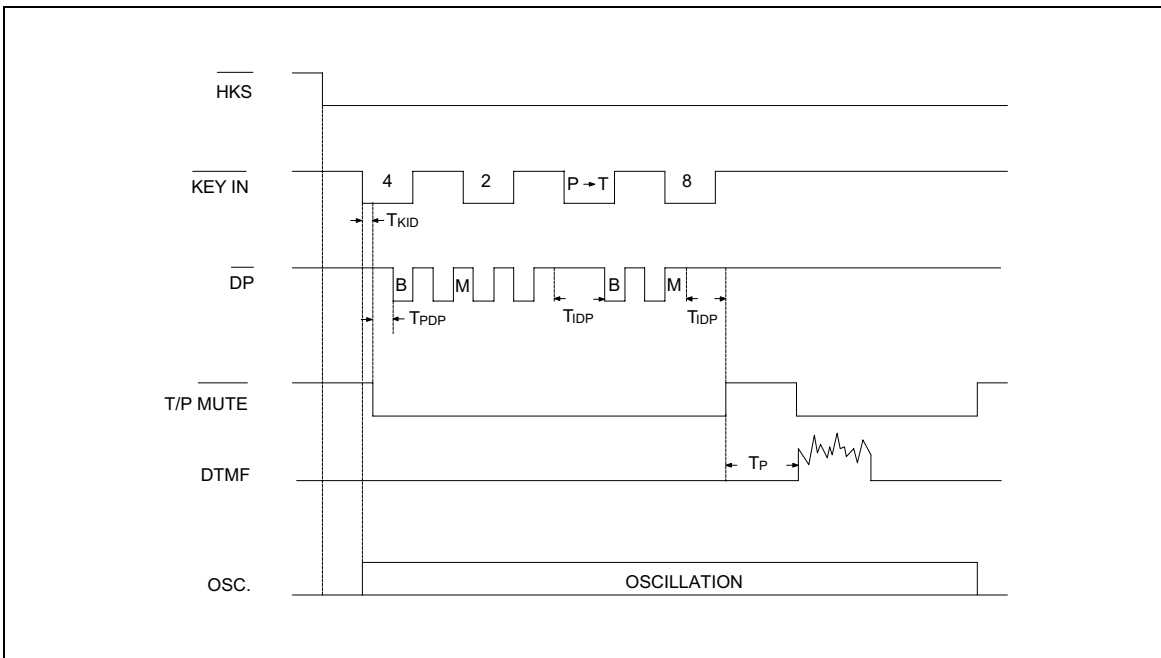 HKS
KEY IN
4
2
P → T
8
TKID
DP
B
M
B
M
TPDP
TIDP
TIDP
T/P MUTE
DTMF
TP
OSC.
OSCILLATION